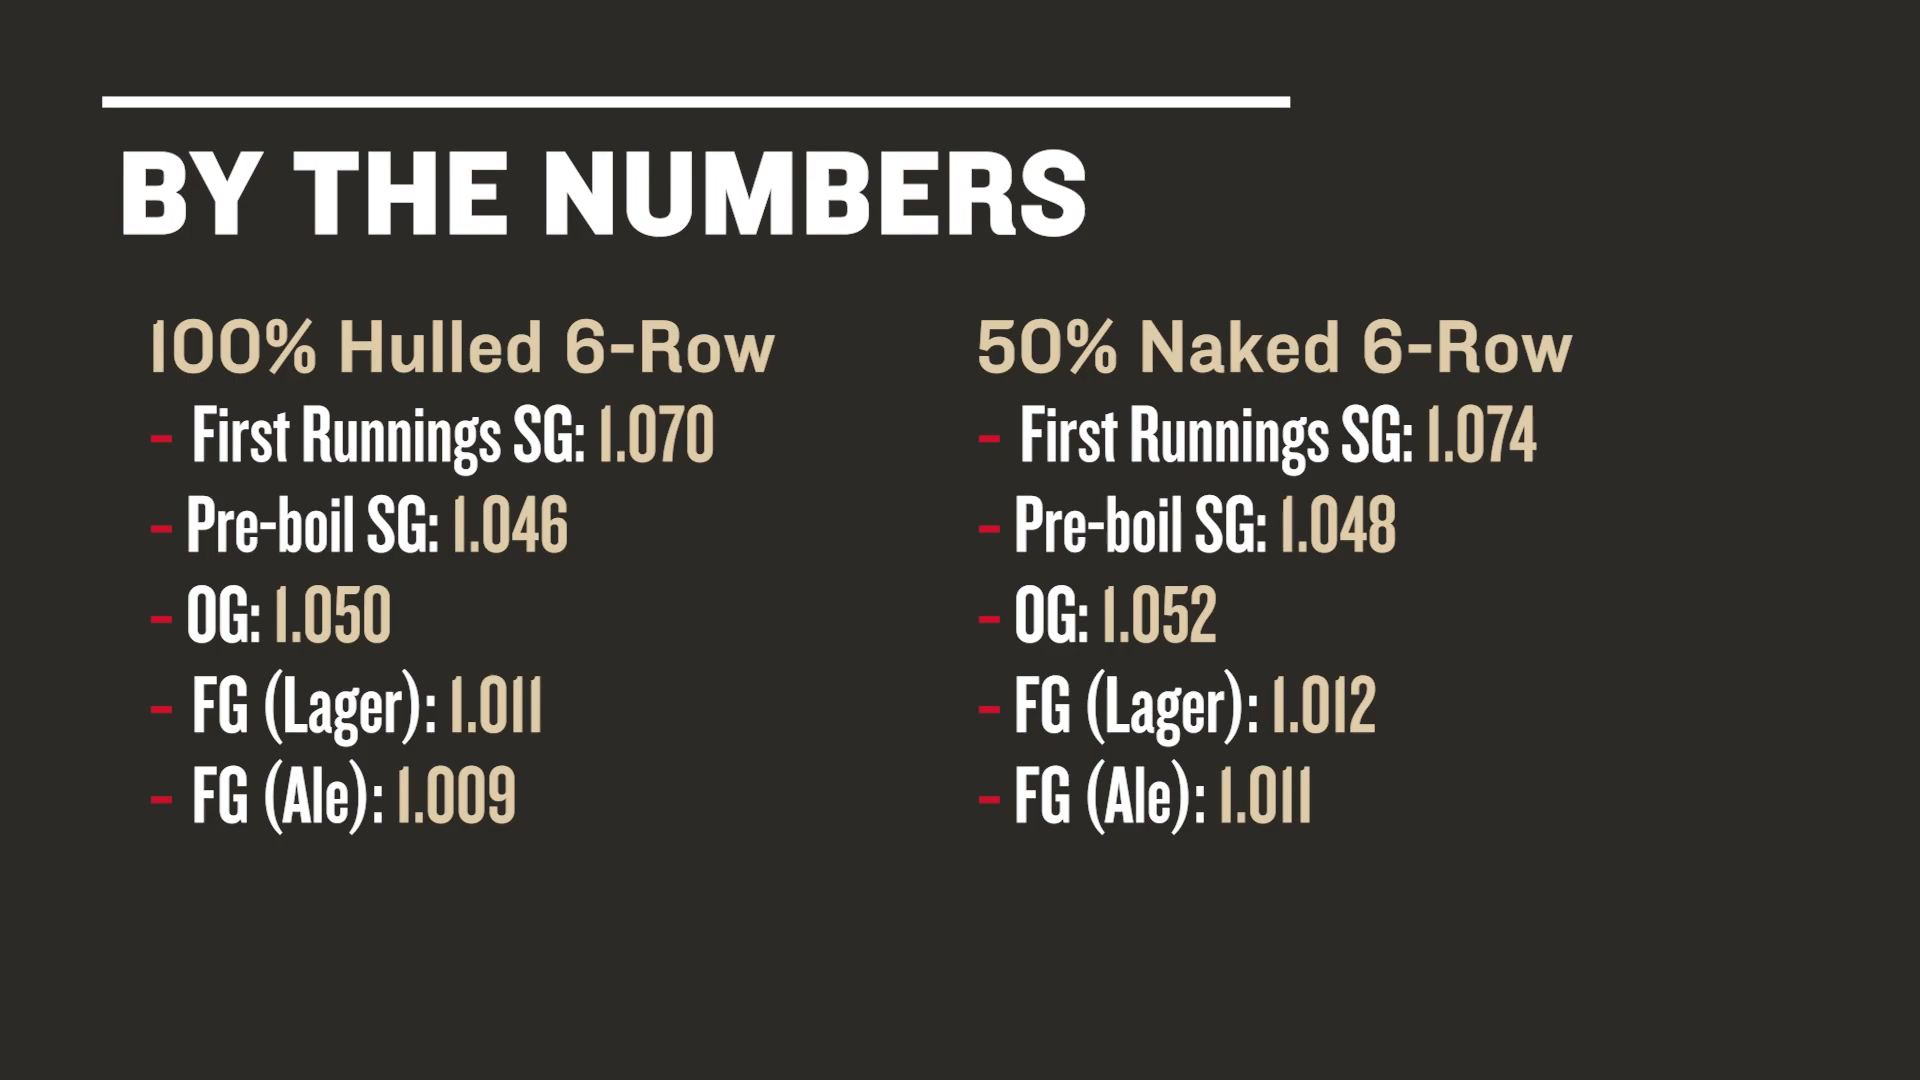 BY THE NUMBERS
100% Hulled 6-Row
– First Runnings SG: 1.070
– Pre-boil SG: 1.046
– OG: 1.050
– FG (Lager): 1.011
– FG (Ale): 1.009
50% Naked 6-Row
– First Runnings SG: 1.074
– Pre-boil SG: 1.048
– OG: 1.052
– FG (Lager): 1.012
– FG (Ale): 1.011